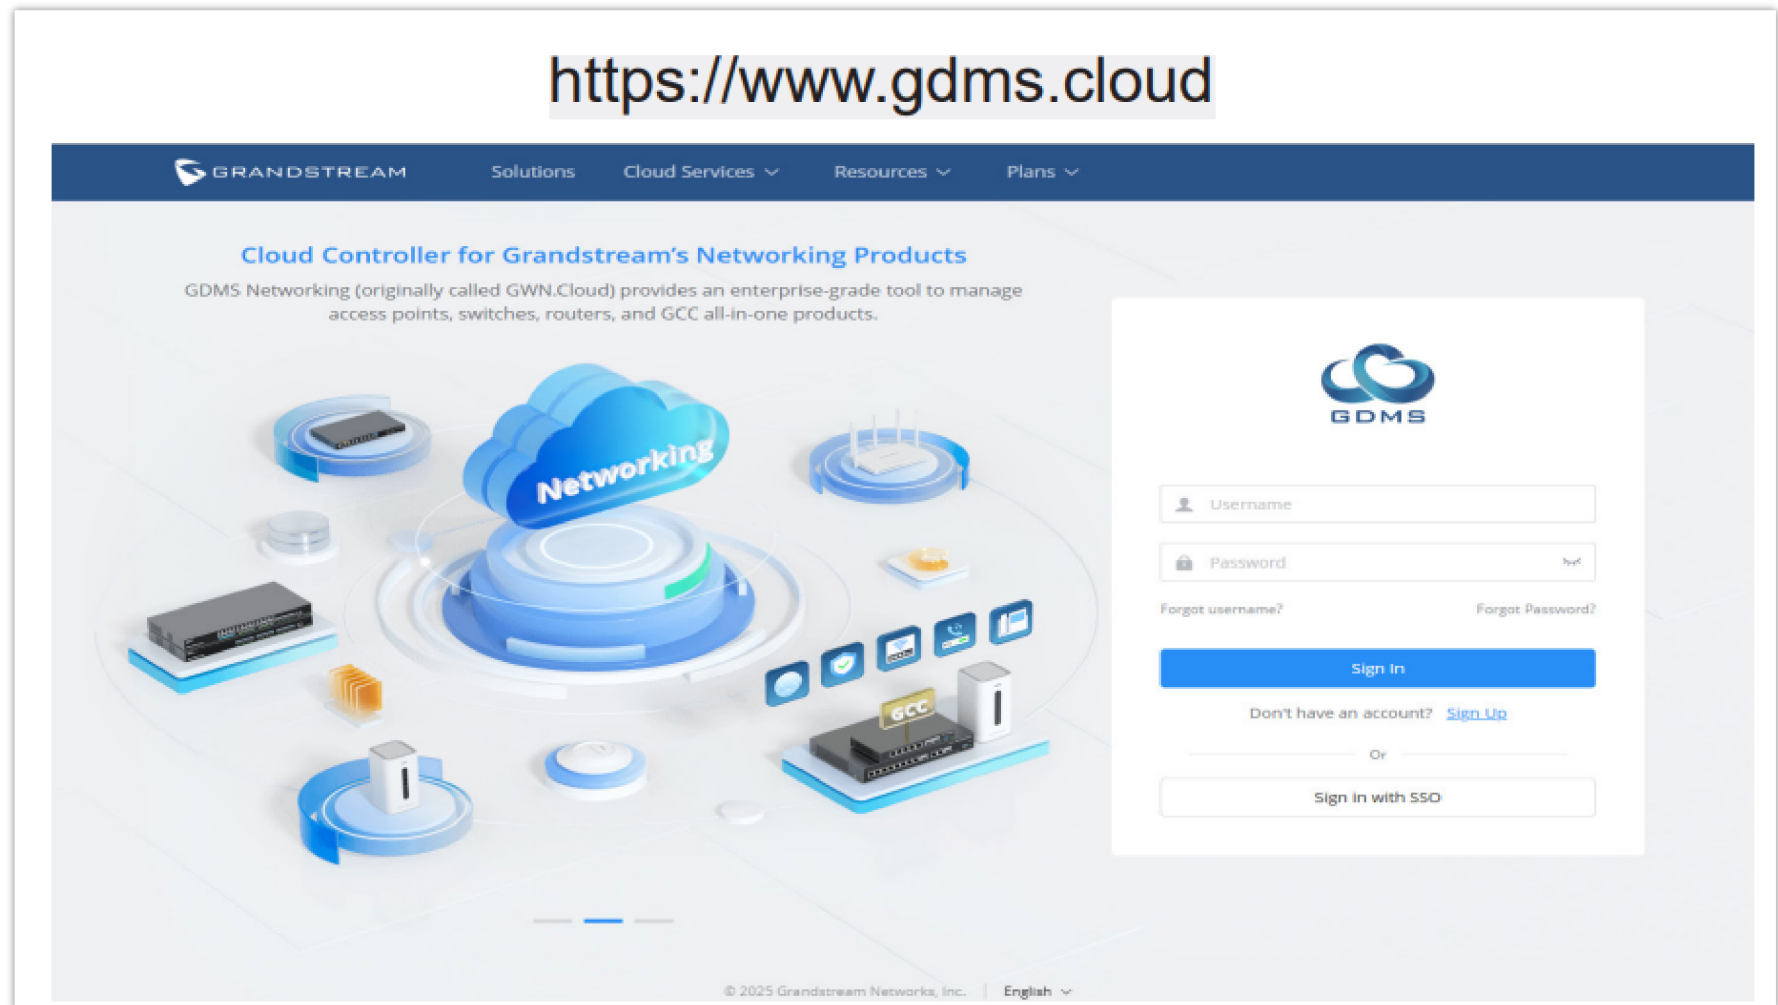 https://www.gdms.cloud
GRANDSTREAM Solutions Cloud Services Resources Plans
Cloud Controller for Grandstream's Networking Products
GDMS Networking (originally called GWN.Cloud) provides an enterprise-grade tool to manage
access points, switches, routers, and GCC all-in-one products.
Networking
GCC
GDMS
Username
Password
Forgot username? Forgot Password?
Sign In
Don't have an account? Sign Up
Or
Sign in with SSO
© 2025 Grandstream Networks, Inc. English